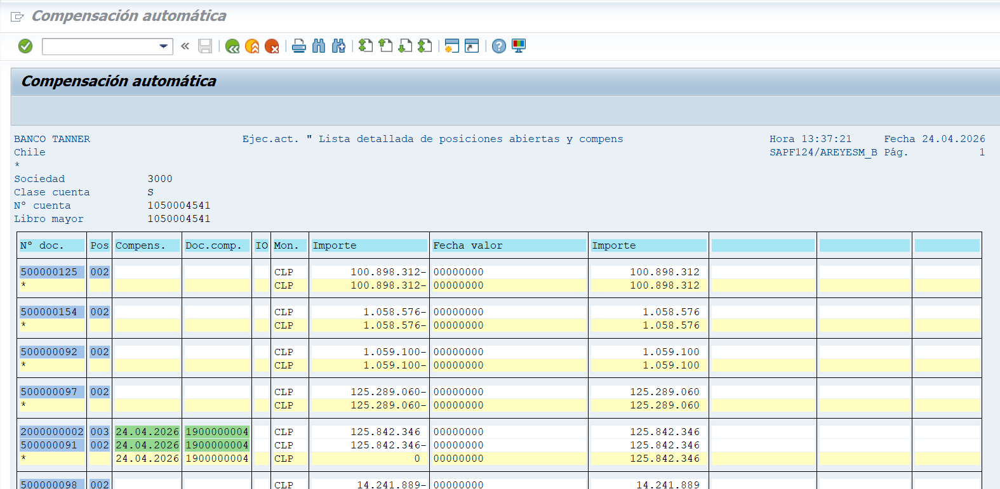 Compensación automática
Compensación automática
BANCO TANNER Ejec.act. " Lista detallada de posiciones abiertas y compens Hora 13:37:21 Fecha 24.04.2026
Chile SAPF124/AREYESM_B Pág. 1
*
Sociedad 3000
Clase cuenta S
N° cuenta 1050004541
Libro mayor 1050004541
N° doc. Pos Compens. Doc.comp. IO Mon. Importe Fecha valor Importe
500000125 002 CLP 100.898.312- 00000000 100.898.312
* CLP 100.898.312- 00000000 100.898.312
500000154 002 CLP 1.058.576- 00000000 1.058.576
* CLP 1.058.576- 00000000 1.058.576
500000092 002 CLP 1.059.100- 00000000 1.059.100
* CLP 1.059.100- 00000000 1.059.100
500000097 002 CLP 125.289.060- 00000000 125.289.060
* CLP 125.289.060- 00000000 125.289.060
2000000002 003 24.04.2026 1900000004 CLP 125.842.346 00000000 125.842.346
500000091 002 24.04.2026 1900000004 CLP 125.842.346- 00000000 125.842.346
* 24.04.2026 1900000004 CLP 0 00000000 125.842.346
500000098 002 CLP 14.241.889- 00000000 14.241.889